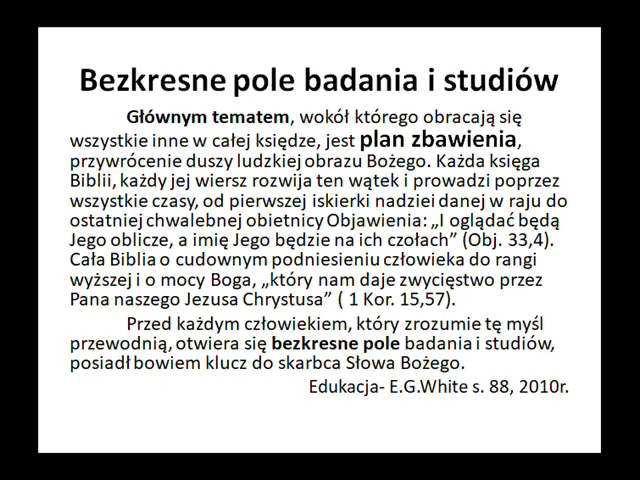 Bezkresne pole badania i studiów
Głównym tematem, wokół którego obracają się
wszystkie inne w całej księdze, jest plan zbawienia,
przywrócenie duszy ludzkiej obrazu Bożego. Każda księga
Biblii, każdy jej wiersz rozwija ten wątek i prowadzi poprzez
wszystkie czasy, od pierwszej iskierki nadziei danej w raju do
ostatniej chwalebnej obietnicy Objawienia: „I oglądać będą
Jego oblicze, a imię Jego będzie na ich czołach” (Obj. 33,4).
Cała Biblia o cudownym podniesieniu człowieka do rangi
wyższej i o mocy Boga, „który nam daje zwycięstwo przez
Pana naszego Jezusa Chrystusa” ( 1 Kor. 15,57).
Przed każdym człowiekiem, który zrozumie tę myśl
przewodnią, otwiera się bezkresne pole badania i studiów,
posiadł bowiem klucz do skarbca Słowa Bożego.
Edukacja- E.G.White s. 88, 2010r.